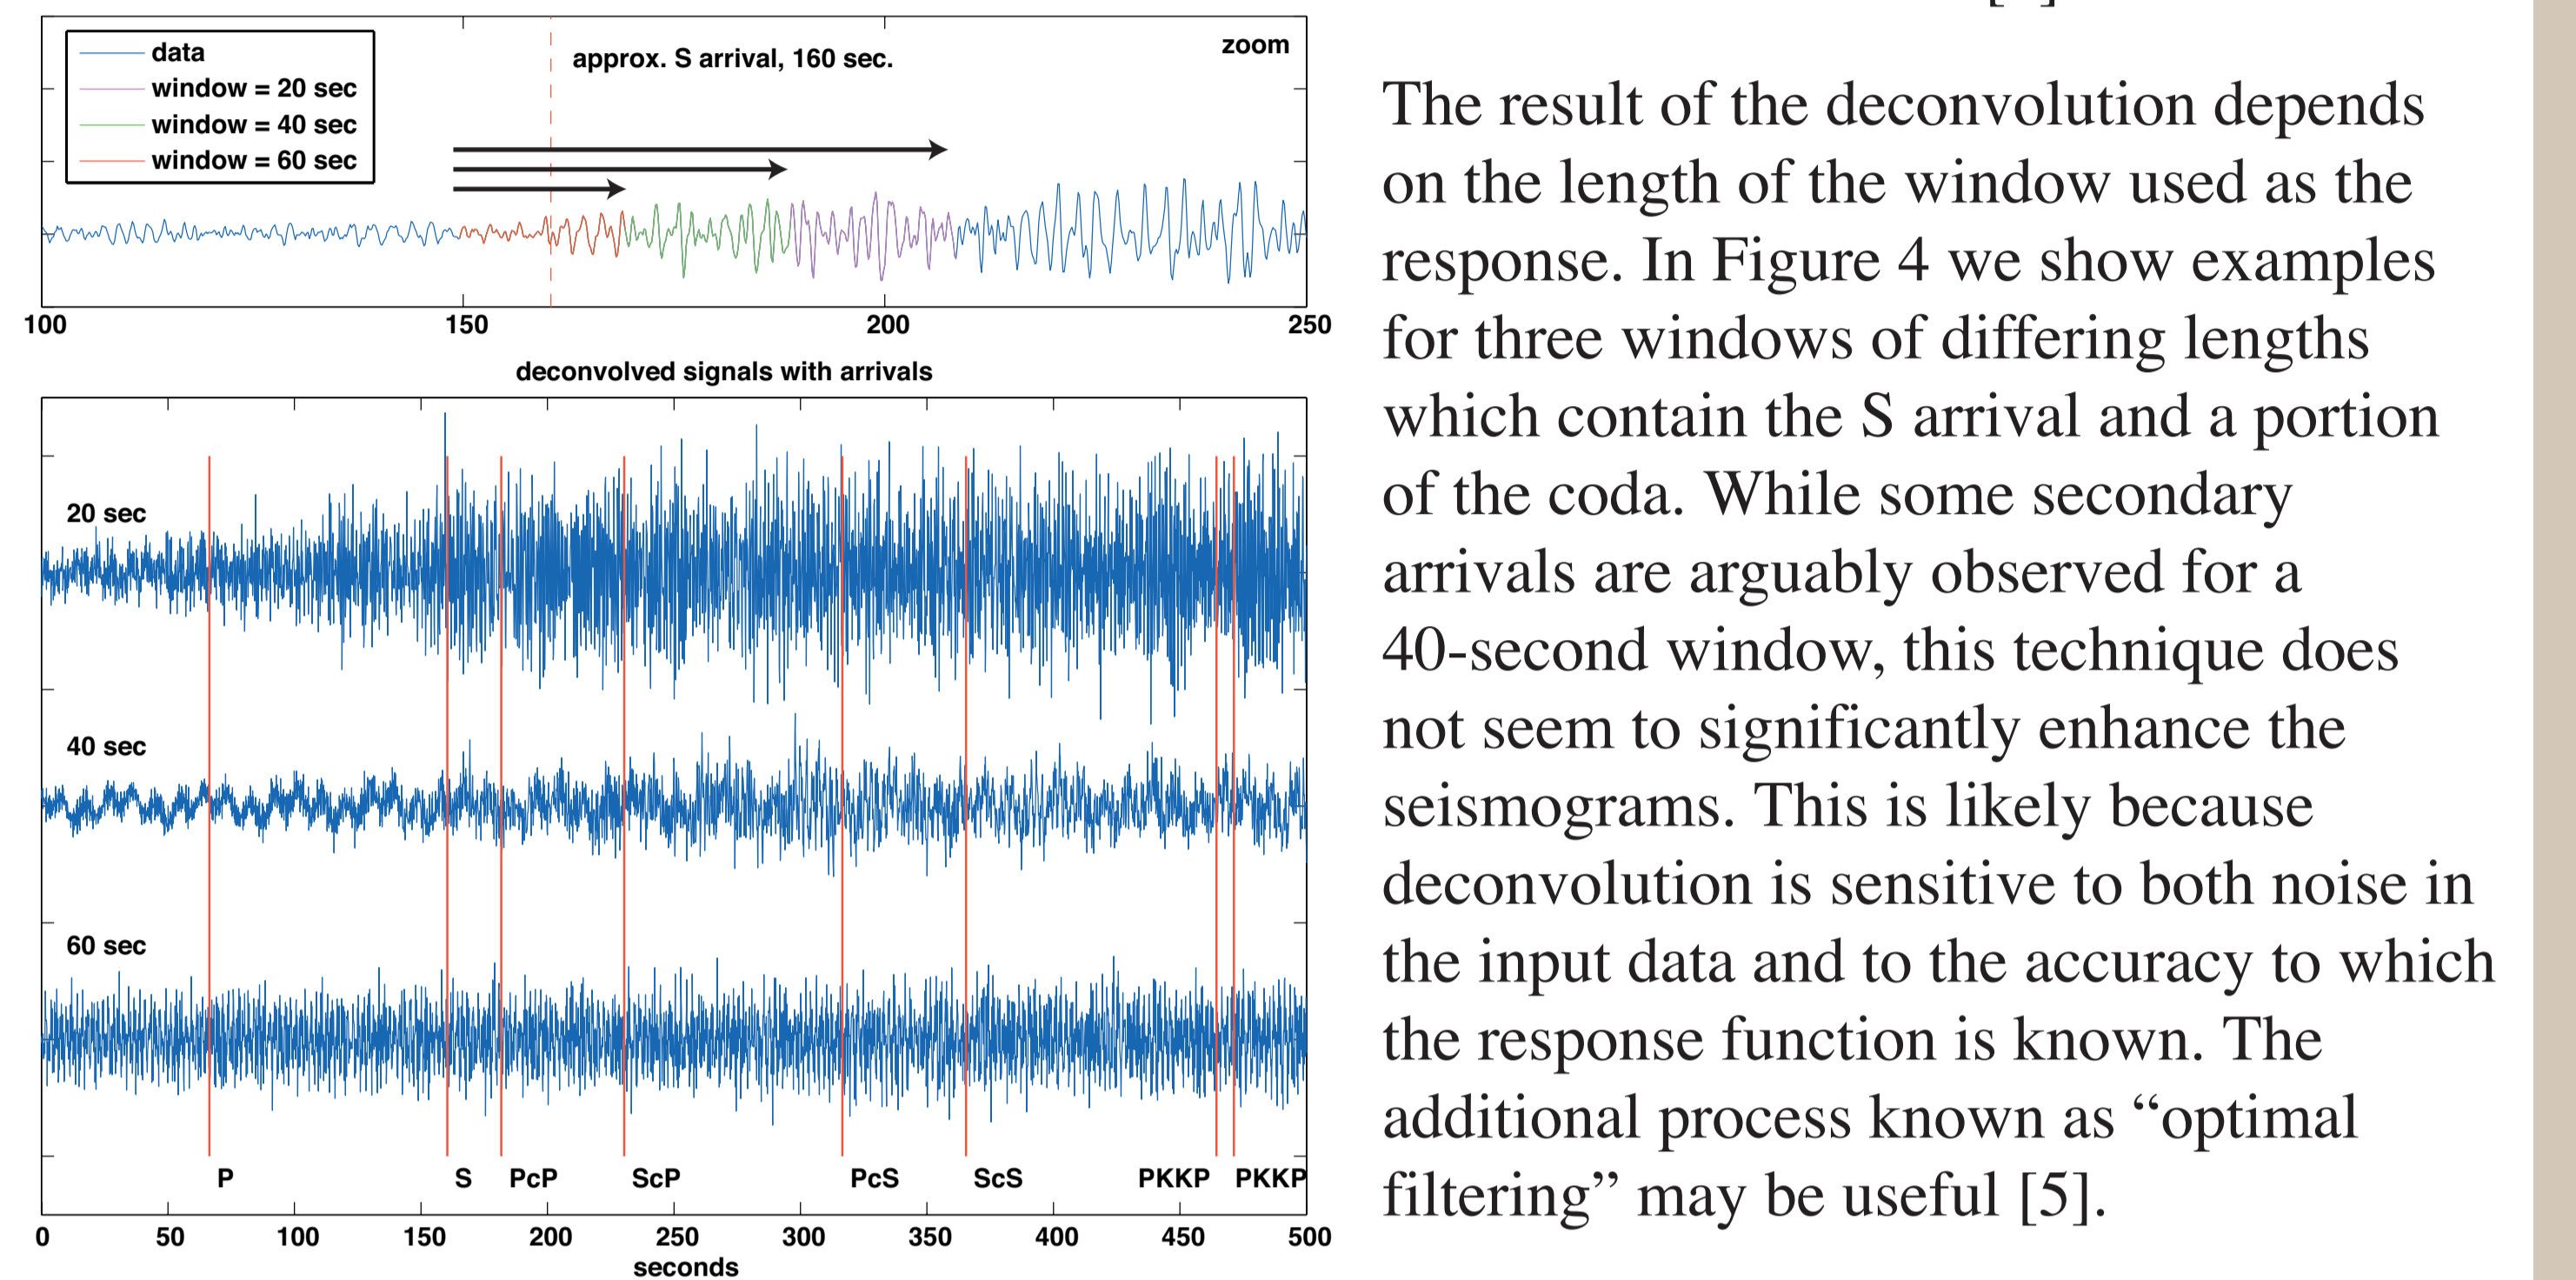 data
window = 20 sec
window = 40 sec
window = 60 sec
approx. S arrival, 160 sec.
zoom
100
150
200
250
deconvolved signals with arrivals
20 sec
40 sec
60 sec
P
S
PcP
ScP
PcS
ScS
PKKP
PKKP
0
50
100
150
200
250
300
350
400
450
500
seconds
The result of the deconvolution depends
on the length of the window used as the
response. In Figure 4 we show examples
for three windows of differing lengths
which contain the S arrival and a portion
of the coda. While some secondary
arrivals are arguably observed for a
40-second window, this technique does
not seem to significantly enhance the
seismograms. This is likely because
deconvolution is sensitive to both noise in
the input data and to the accuracy to which
the response function is known. The
additional process known as “optimal
filtering” may be useful [5].